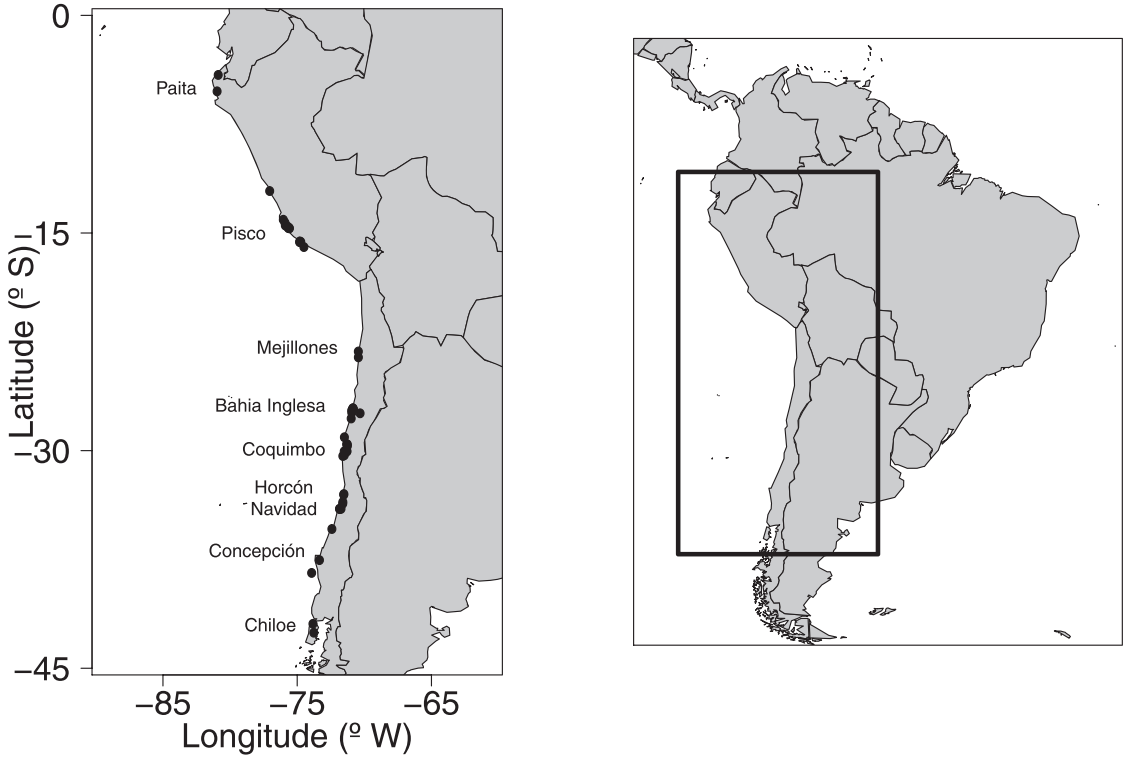 0
Paita
Pisco
−15
Mejillones
Bahia Inglesa
Coquimbo
−30
Horcón
Navidad
Concepción
Chiloe
−45
−85
−75
−65
Latitude (º S)
Longitude (º W)